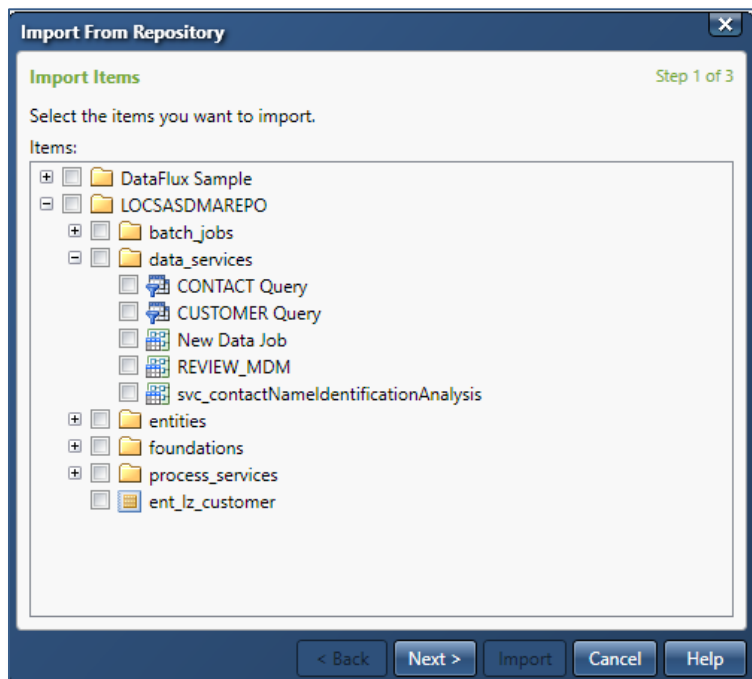 Import From Repository
Import Items
Step 1 of 3
Select the items you want to import.
Items:
DataFlux Sample
LOCSASDMAREPO
batch_jobs
data_services
CONTACT Query
CUSTOMER Query
New Data Job
REVIEW_MDM
svc_contactNameIdentificationAnalysis
entities
foundations
process_services
ent_lz_customer
< Back
Next >
Import
Cancel
Help